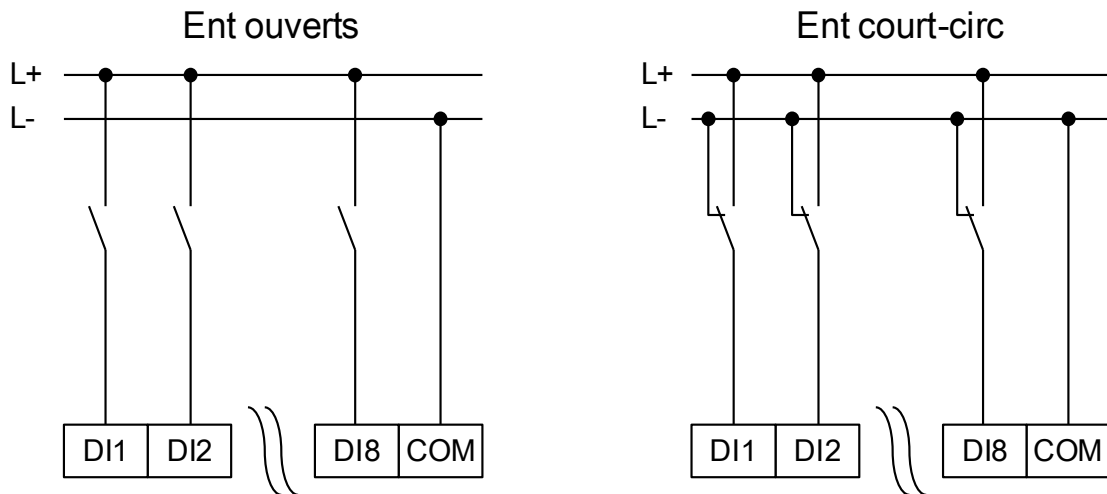 Ent ouverts
L+
L-
DI1 DI2 DI8 COM
Ent court-circ
L+
L-
DI1 DI2 DI8 COM